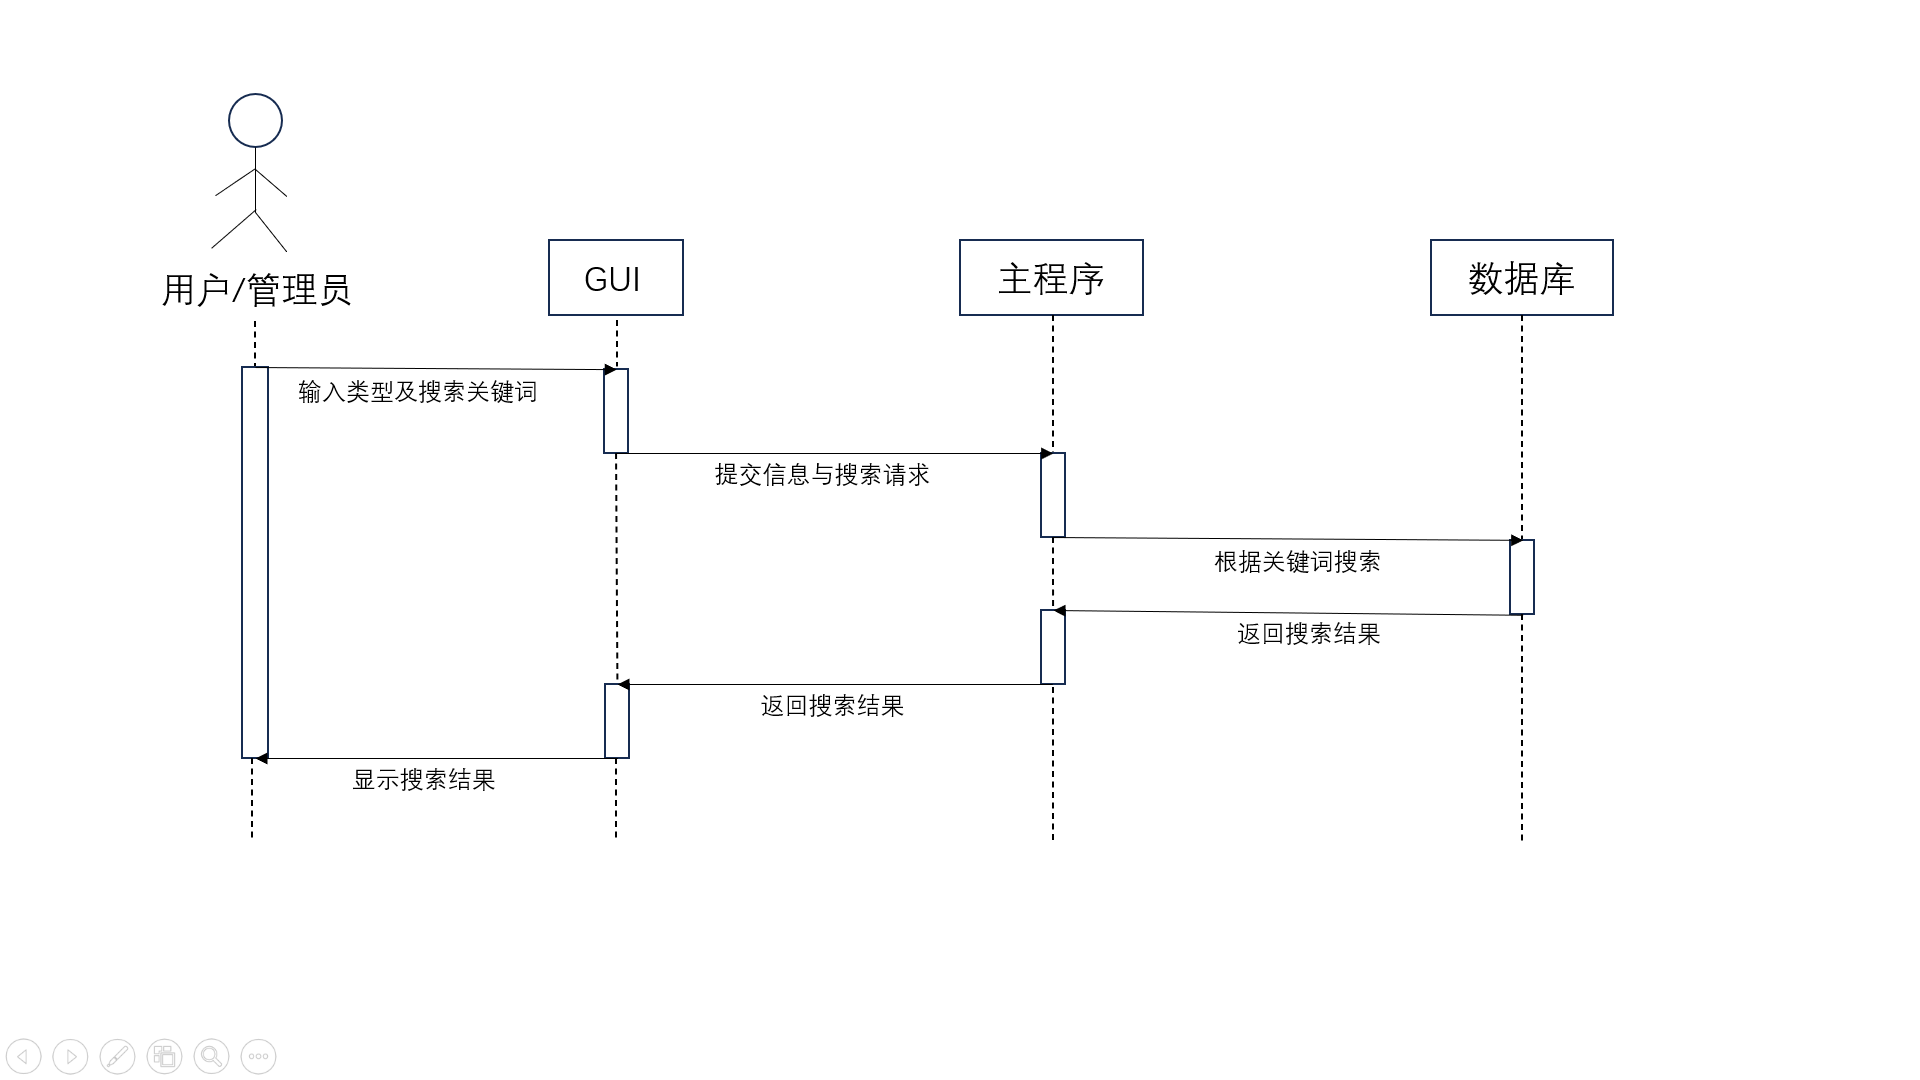 用户/管理员
GUI
主程序
数据库
输入类型及搜索关键词
提交信息与搜索请求
根据关键词搜索
返回搜索结果
返回搜索结果
显示搜索结果